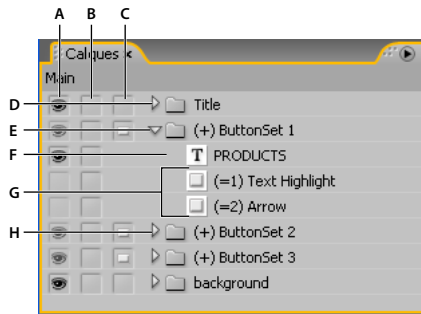 A B C
Calques ×
Main
D Title
E (+) ButtonSet 1
F T PRODUCTS
G (=1) Text Highlight
(=2) Arrow
H (+) ButtonSet 2
(+) ButtonSet 3
background